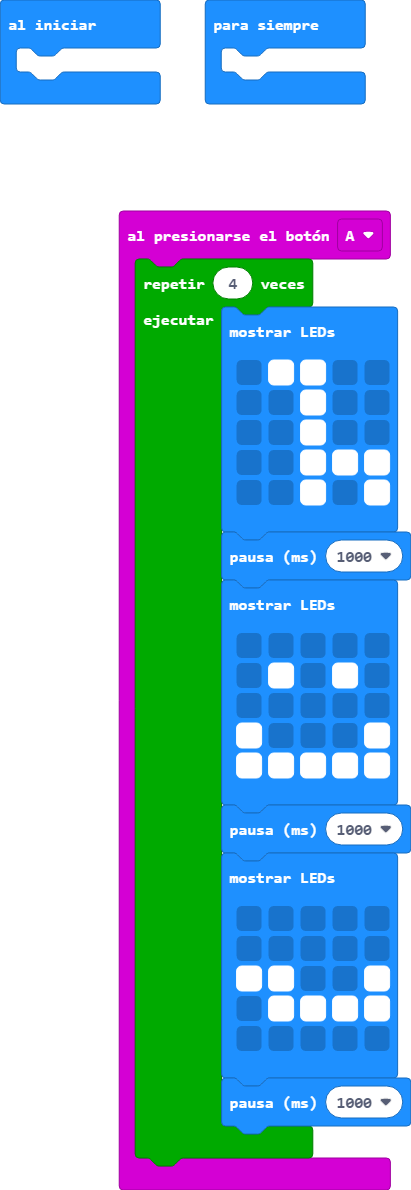 al iniciar
para siempre
al presionarse el botón A
repetir 4 veces
ejecutar
mostrar LEDs
pausa (ms) 1000
mostrar LEDs
pausa (ms) 1000
mostrar LEDs
pausa (ms) 1000